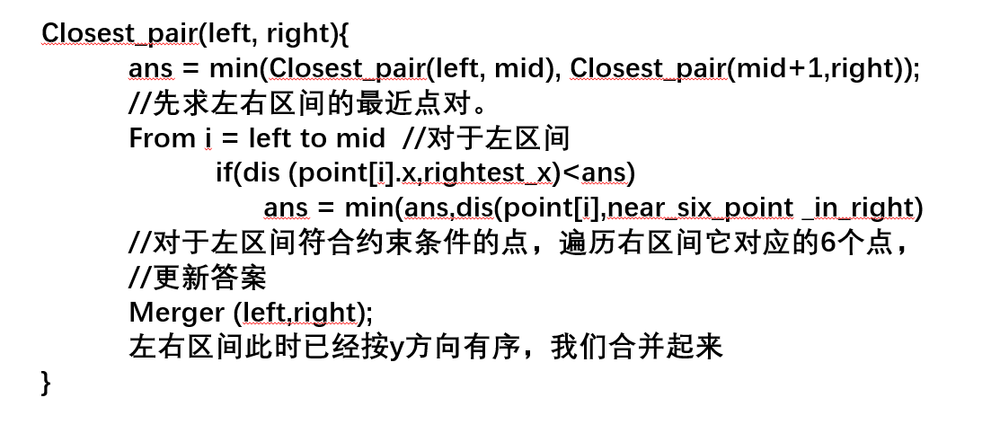 Closest_pair(left, right){
ans = min(Closest_pair(left, mid), Closest_pair(mid+1,right));
//先求左右区间的最近点对。
From i = left to mid  //对于左区间
if(dis (point[i].x,rightest_x)<ans)
ans = min(ans,dis(point[i],near_six_point _in_right)
//对于左区间符合约束条件的点，遍历右区间它对应的6个点，
//更新答案
Merger (left,right);
左右区间此时已经按y方向有序，我们合并起来
}